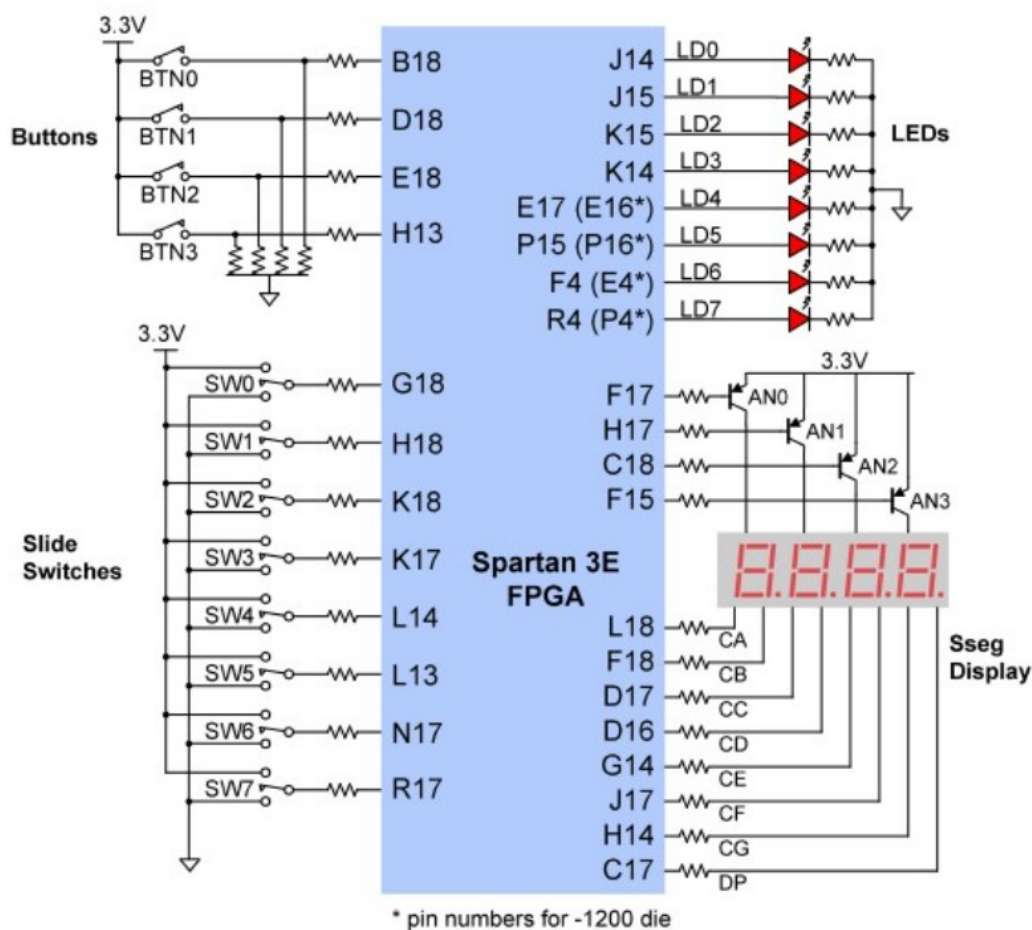 3.3V
BTN0
BTN1
BTN2
BTN3
Buttons
B18
D18
E18
H13
J14
J15
K15
K14
E17 (E16*)
P15 (P16*)
F4 (E4*)
R4 (P4*)
LD0
LD1
LD2
LD3
LD4
LD5
LD6
LD7
LEDs
3.3V
SW0
SW1
SW2
SW3
SW4
SW5
SW6
SW7
Slide
Switches
G18
H18
K18
K17
L14
L13
N17
R17
Spartan 3E
FPGA
F17
H17
C18
F15
3.3V
AN0
AN1
AN2
AN3
8.8.8.8.
L18
F18
D17
D16
G14
J17
H14
C17
CA
CB
CC
CD
CE
CF
CG
DP
Sseg
Display
* pin numbers for -1200 die